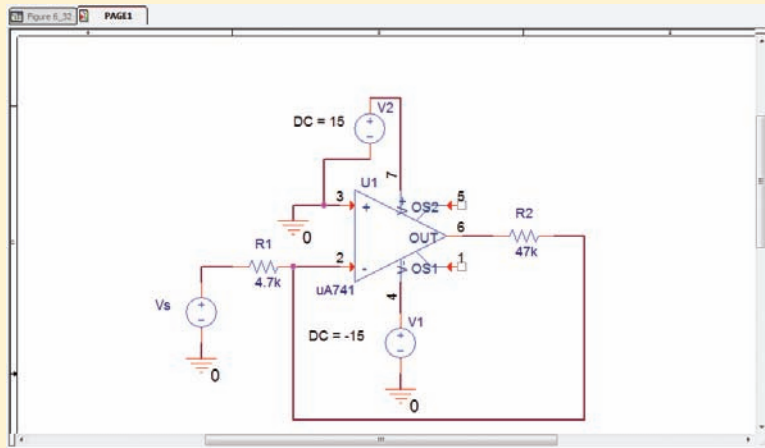 Figure 6_32
PAGE1
V2
DC = 15
7
U1
3
5
OS2
+
6
R2
0
OUT
R1
47k
2
1
OS1
4.7k
uA741
4
V1
Vs
DC = -15
0
0